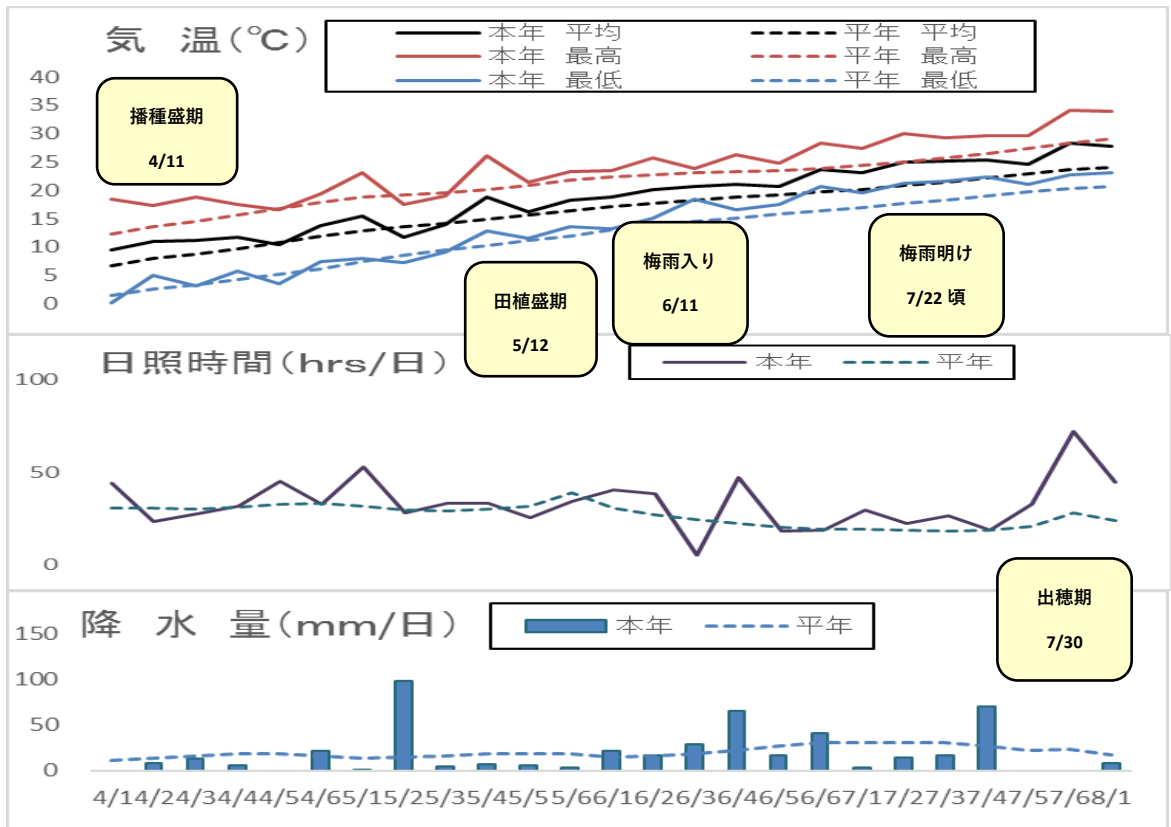 気 温(℃)
本年 平均
平年 平均
本年 最高
平年 最高
本年 最低
平年 最低
40
35
30
25
20
15
10
5
0
播種盛期
4/11
田植盛期
5/12
梅雨入り
6/11
梅雨明け
7/22 頃
日照時間(hrs/日)
本年
平年
100
50
0
出穂期
7/30
降 水 量(mm/日)
本年
平年
150
100
50
0
4/14/24/34/44/54/65/15/25/35/45/55/66/16/26/36/46/56/67/17/27/37/47/57/68/1